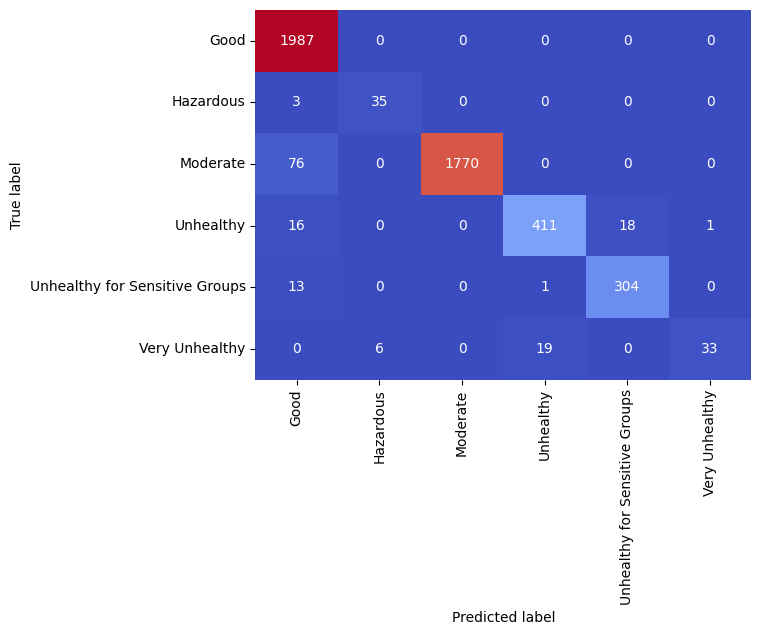 True label
Good 1987 0 0 0 0 0
Hazardous 3 35 0 0 0 0
Moderate 76 0 1770 0 0 0
Unhealthy 16 0 0 411 18 1
Unhealthy for Sensitive Groups 13 0 0 1 304 0
Very Unhealthy 0 6 0 19 0 33
Good
Hazardous
Moderate
Unhealthy
Unhealthy for Sensitive Groups
Very Unhealthy
Predicted label